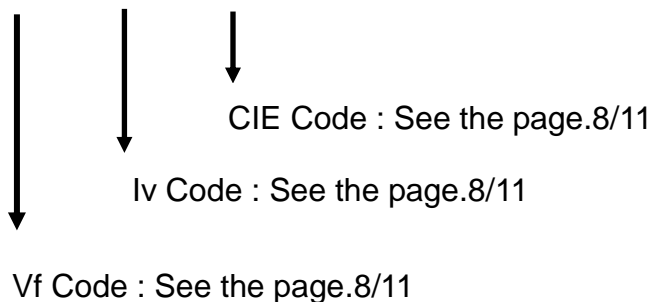 CIE Code : See the page.8/11
Iv Code : See the page.8/11
Vf Code : See the page.8/11